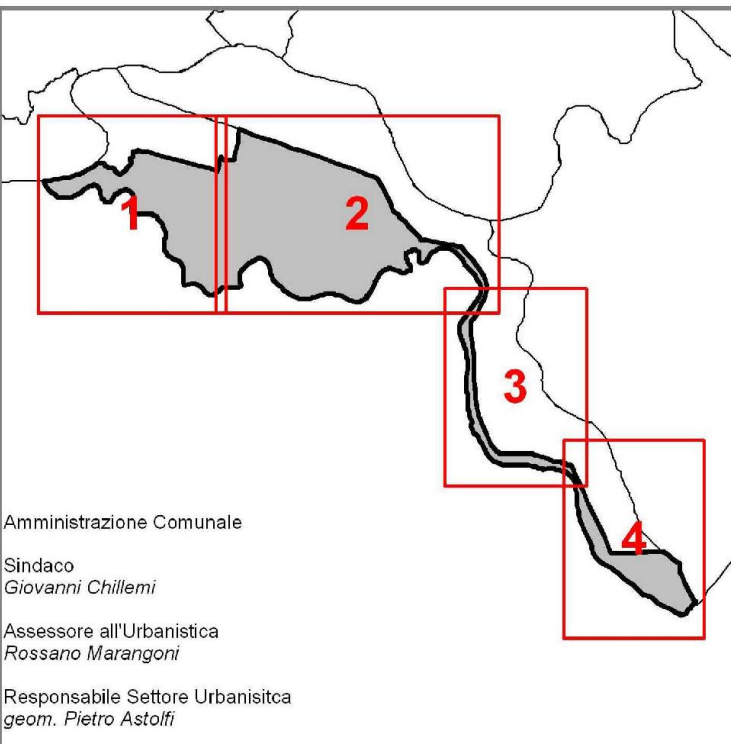 1
2
3
4
Amministrazione Comunale
Sindaco
Giovanni Chillemi
Assessore all'Urbanistica
Rossano Marangoni
Responsabile Settore Urbanisitca
geom. Pietro Astolfi